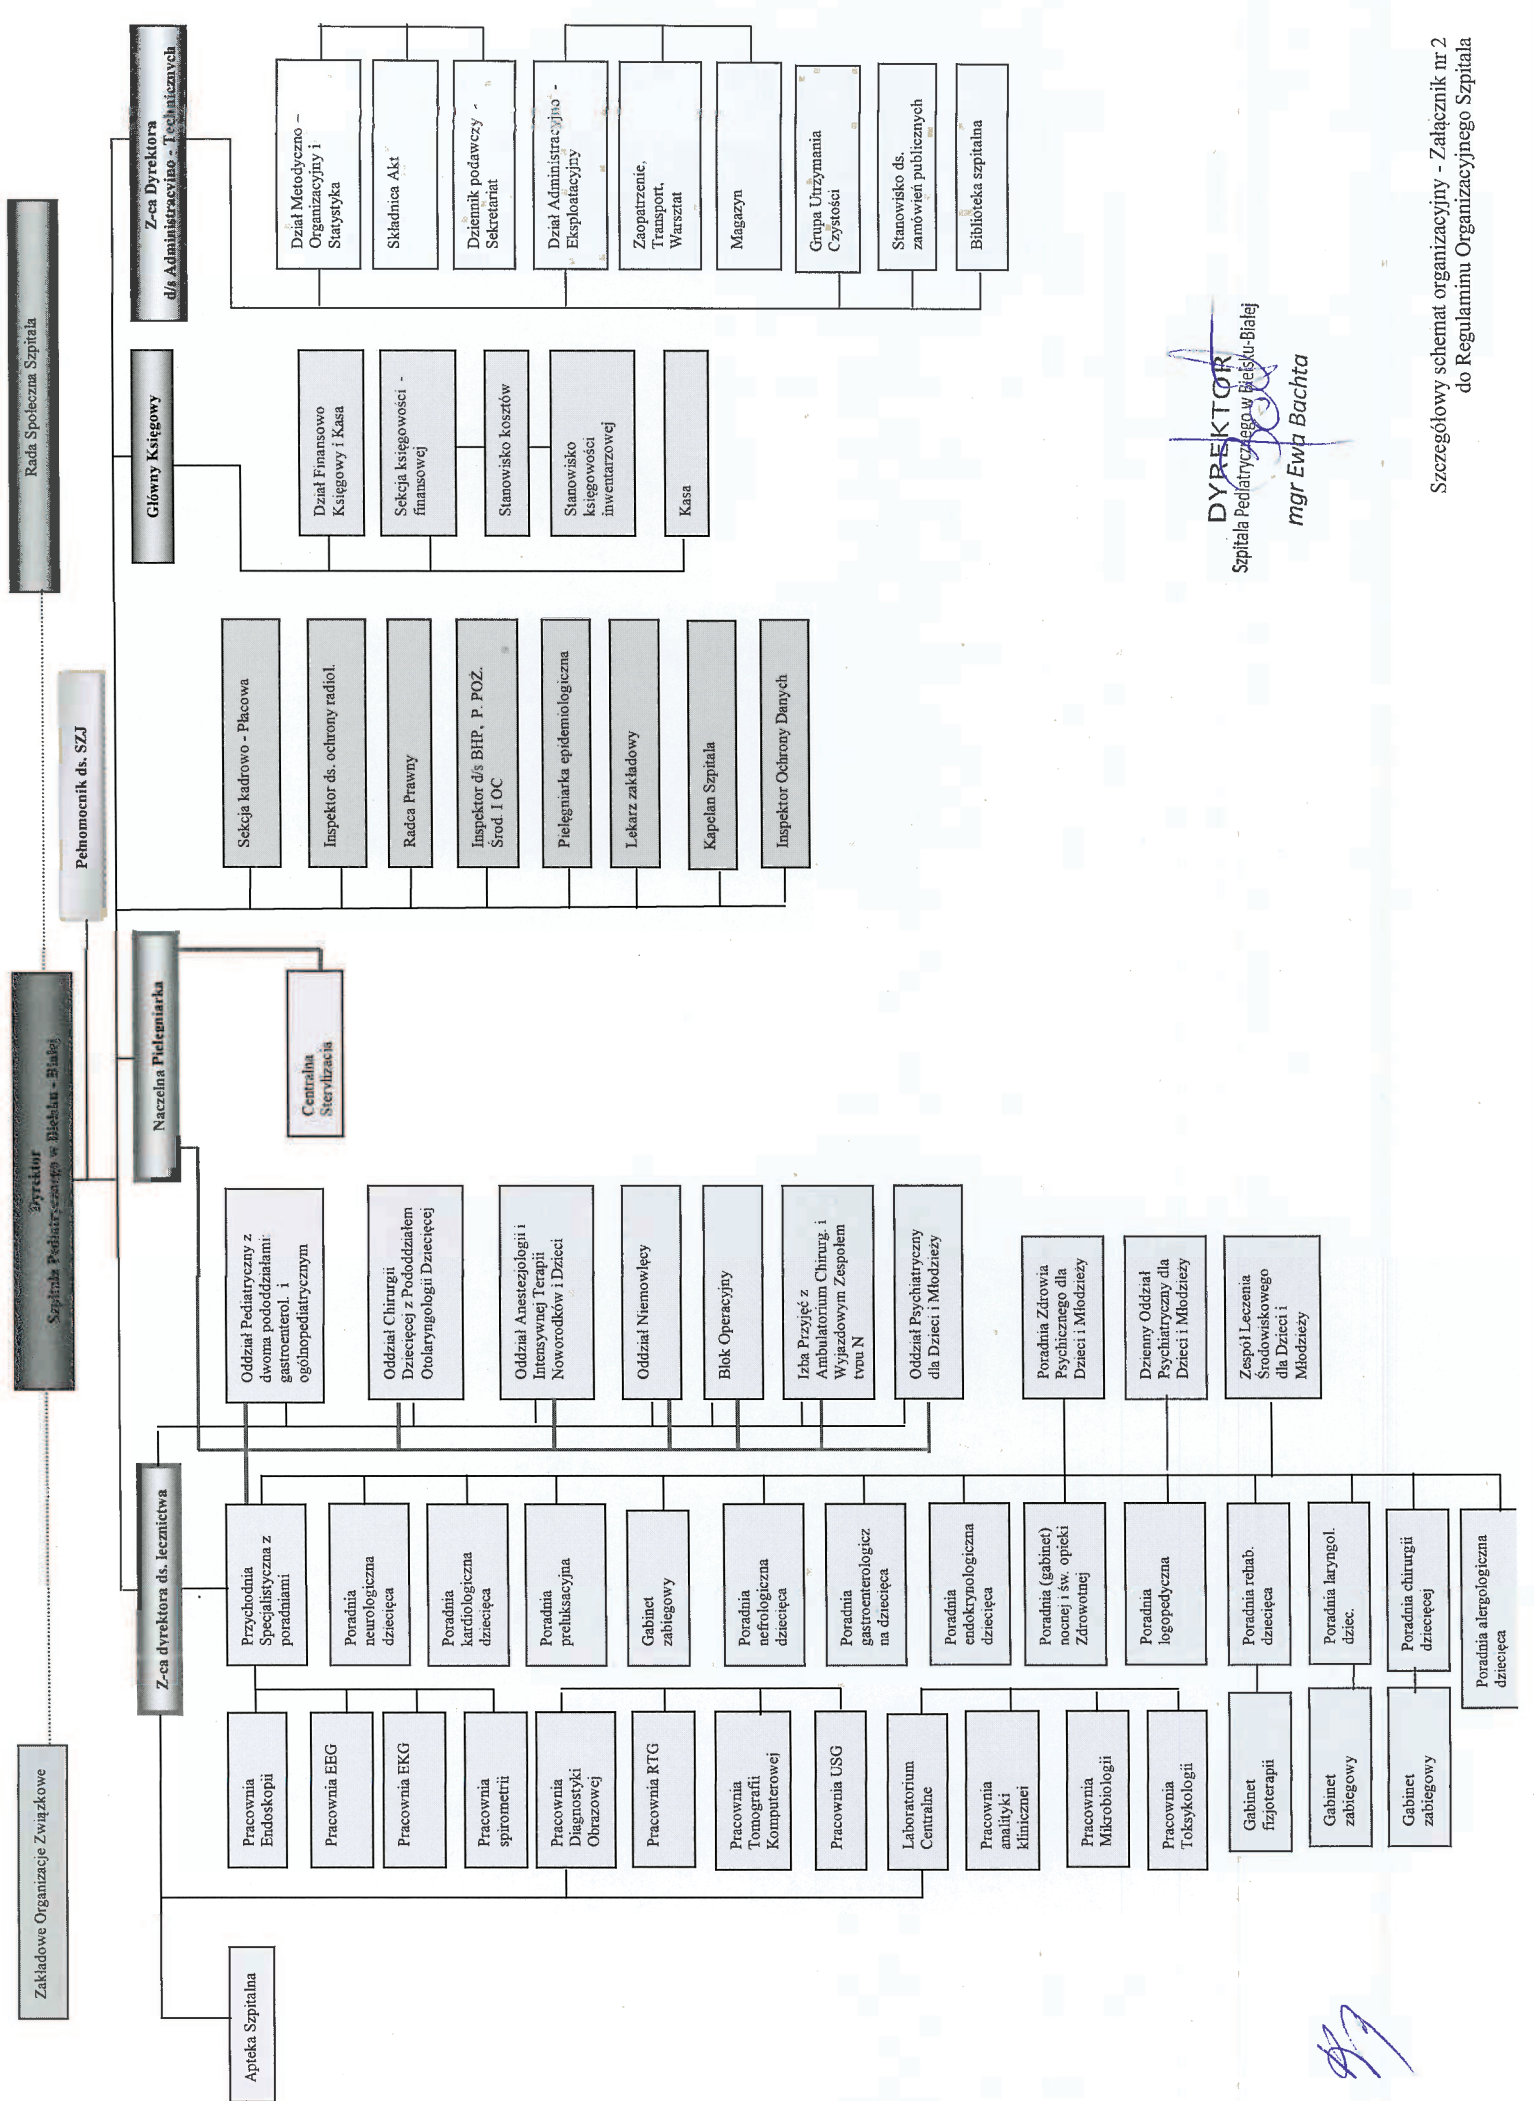 Zakładowe Organizacje Związkowe
Dyrektor
Szpitala Pediatrycznego w Bielsku - Białej
Rada Społeczna Szpitala
Pełnomocnik ds. SZJ
Z-ca dyrektora ds. lecznictwa
Naczelna Pielęgniarka
Główny Księgowy
Z-ca Dyrektora
d/s Administracyjno - Technicznych
Apteka Szpitalna
Pracownia
Endoskopii
Pracownia EEG
Pracownia EKG
Pracownia
spirometrii
Pracownia
Diagnostyki
Obrazowej
Pracownia RTG
Pracownia
Tomografii
Komputerowej
Pracownia USG
Laboratorium
Centralne
Pracownia
analityki
klinicznej
Pracownia
Mikrobiologii
Pracownia
Toksykologii
Gabinet
fizjoterapii
Gabinet
zabiegowy
Gabinet
zabiegowy
Przychodnia
Specjalistyczna z
poradniami
Poradnia
neurologiczna
dziecięca
Poradnia
kardiologiczna
dziecięca
Poradnia
preluksacyjna
Gabinet
zabiegowy
Poradnia
nefrologiczna
dziecięca
Poradnia
gastroenterologicz
na dziecięca
Poradnia
endokrynologiczna
dziecięca
Poradnia (gabinet)
nocnej i św. opieki
Zdrowotnej
Poradnia
logopedyczna
Poradnia rehab.
dziecięca
Poradnia laryngol.
dziec.
Poradnia chirurgii
dziecięcej
Poradnia alergologiczna
dziecięca
Oddział Pediatryczny z
dwoma pododdziałami:
gastroenterol. i
ogólnopediatrycznym
Oddział Chirurgii
Dziecięcej z Pododdziałem
Otolaryngologii Dziecięcej
Oddział Anestezjologii i
Intensywnej Terapii
Noworodków i Dzieci
Oddział Niemowlęcy
Blok Operacyjny
Izba Przyjęć z
Ambulatorium Chirurg. i
Wyjazdowym Zespołem
typu N
Oddział Psychiatryczny
dla Dzieci i Młodzieży
Poradnia Zdrowia
Psychicznego dla
Dzieci i Młodzieży
Dzienny Oddział
Psychiatryczny dla
Dzieci i Młodzieży
Zespół Leczenia
Środowiskowego
dla Dzieci i
Młodzieży
Centralna
Sterylizacja
Sekcja kadrowo - Płacowa
Inspektor ds. ochrony radiol.
Radca Prawny
Inspektor d/s BHP, P. POŻ.
Środ. I OC
Pielęgniarka epidemiologiczna
Lekarz zakładowy
Kapelan Szpitala
Inspektor Ochrony Danych
Dział Finansowo
Księgowy i Kasa
Sekcja księgowości -
finansowej
Stanowisko kosztów
Stanowisko
księgowości
inwentarzowej
Kasa
Dział Metodyczno –
Organizacyjny i
Statystyka
Składnica Akt
Dziennik podawczy -
Sekretariat
Dział Administracyjno -
Eksploatacyjny
Zaopatrzenie,
Transport,
Warsztat
Magazyn
Grupa Utrzymania
Czystości
Stanowisko ds.
zamówień publicznych
Biblioteka szpitalna
DYREKTOR
Szpitala Pediatrycznego w Bielsku-Białej
mgr Ewa Bachta
Szczegółowy schemat organizacyjny - Załącznik nr 2
do Regulaminu Organizacyjnego Szpitala